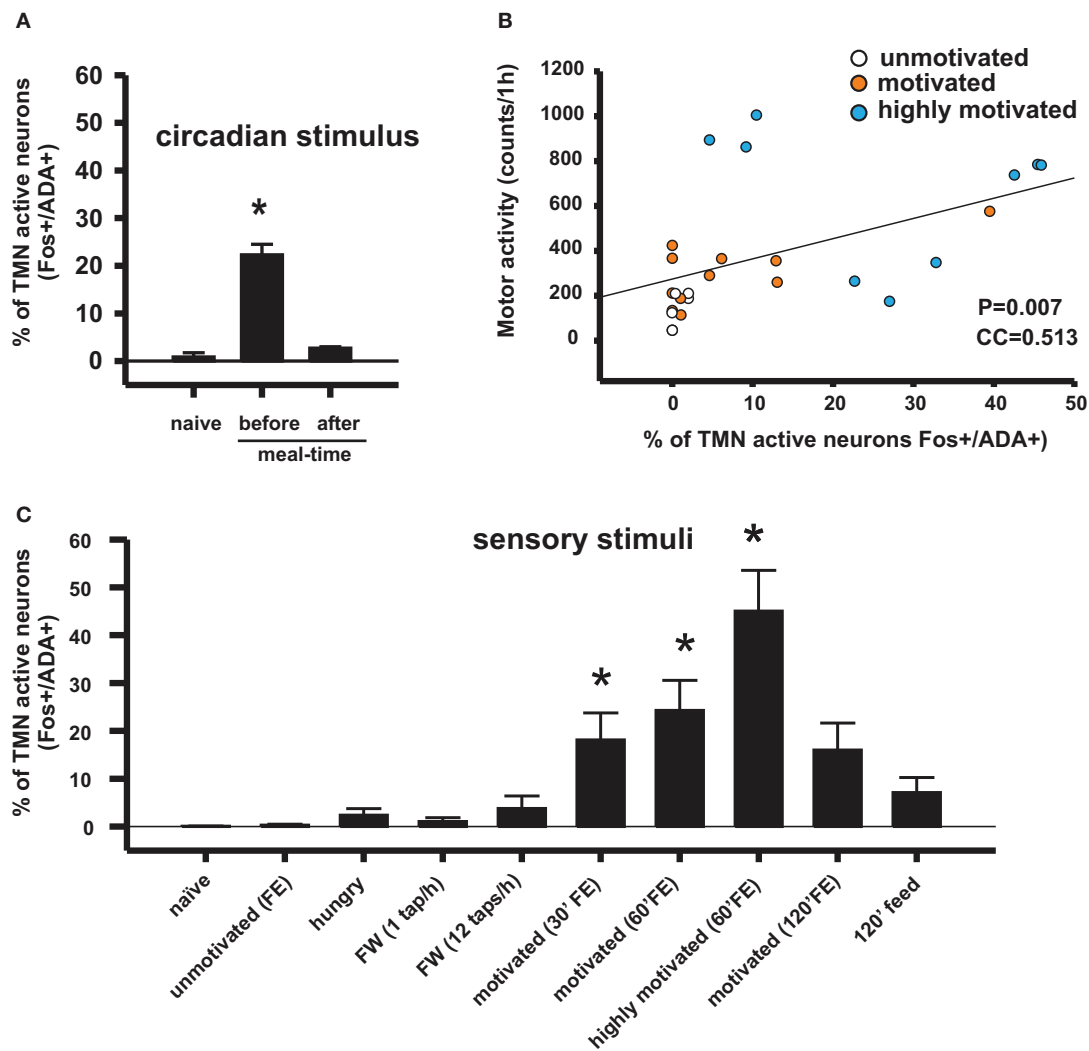 A
% of TMN active neurons
(Fos+/ADA+)
60
50
40
30
20
10
0
circadian stimulus
*
naive before after
meal-time
B
unmotivated
motivated
highly motivated
Motor activity (counts/1h)
1200
1000
800
600
400
200
0
P=0.007
CC=0.513
0 10 20 30 40 50
% of TMN active neurons Fos+/ADA+)
C
sensory stimuli
% of TMN active neurons
(Fos+/ADA+)
60
50
40
30
20
10
0
* * *
naïve
unmotivated (FE)
hungry
FW (1 tap/h)
FW (12 taps/h)
motivated (30' FE)
motivated (60'FE)
highly motivated (60'FE)
motivated (120'FE)
120' feed